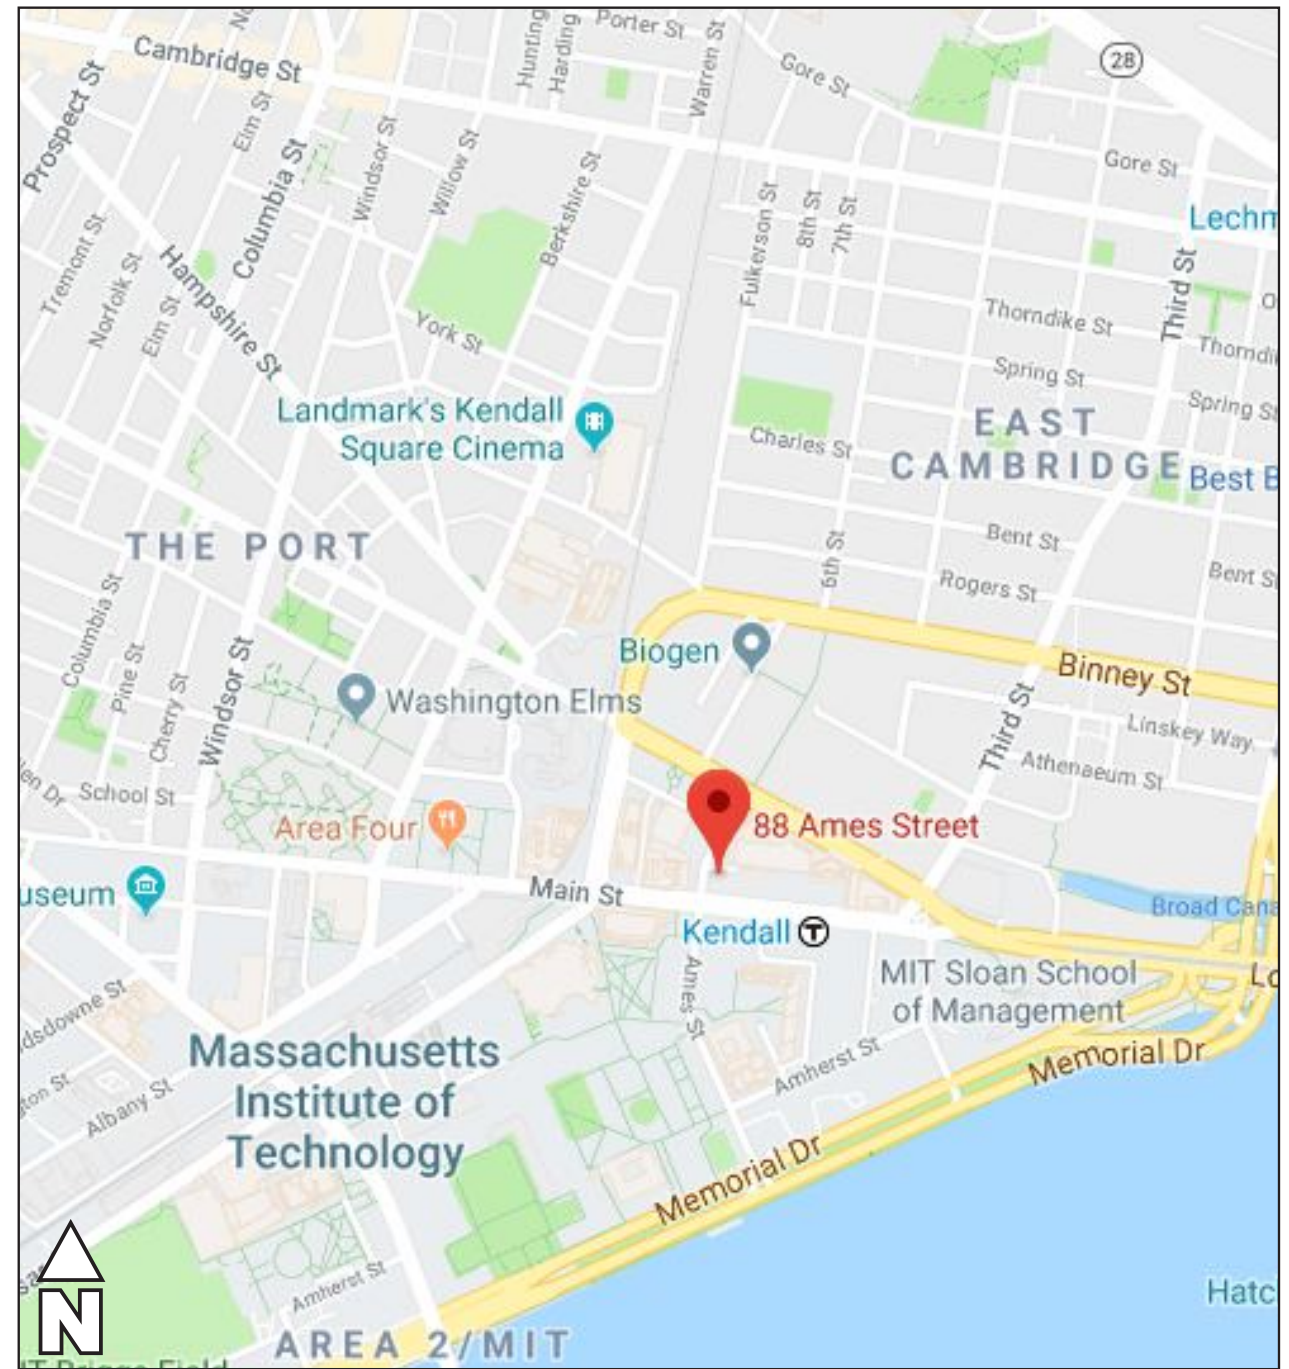 Cambridge St
Prospect St
Elm St
Columbia St
Windsor St
Willow St
Hunting
Harding
Porter St
Warren St
Gore St
28
Gore St
Lechm
Berkshire St
Fulkerson St
8th St
7th St
Third St
Tremont St
Norfolk St
Elm St
Hampshire St
York St
Thorndike St
Thorndi
Spring St
Spring St
Landmark's Kendall
Square Cinema
Charles St
EAST
CAMBRIDGE
Best B
THE PORT
6th St
Bent St
Bent S
Rogers St
Columbia St
Pine St
Cherry St
Windsor St
Biogen
Washington Elms
Binney St
Third St
Linskey Way
Athenaeum St
School St
Area Four
88 Ames Street
useum
Main St
Kendall
T
Broad Cana
Ames St
MIT Sloan School
of Management
Lo
dsdowne St
Albany St
Massachusetts
Institute of
Technology
Amherst St
Memorial Dr
Memorial Dr
Amherst St
Hatc
N
AREA 2/MIT